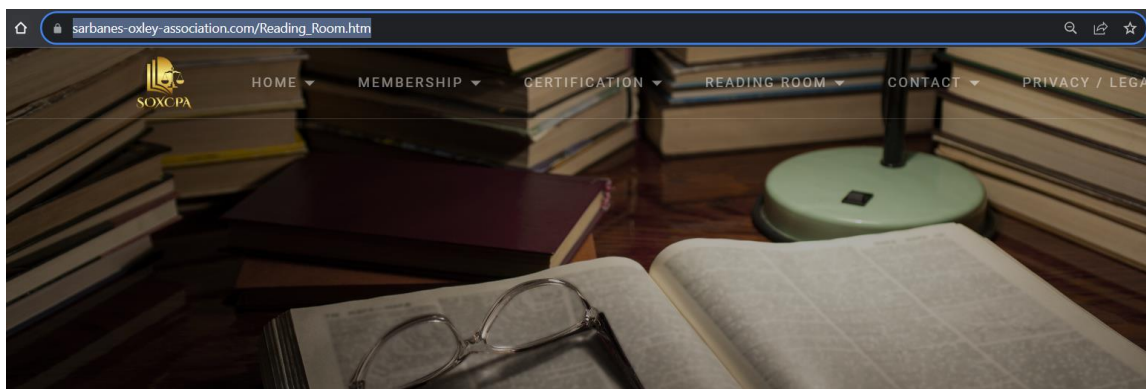 sarbanes-oxley-association.com/Reading_Room.htm
SOXCPA
HOME MEMBERSHIP CERTIFICATION READING ROOM CONTACT PRIVACY / LEGA